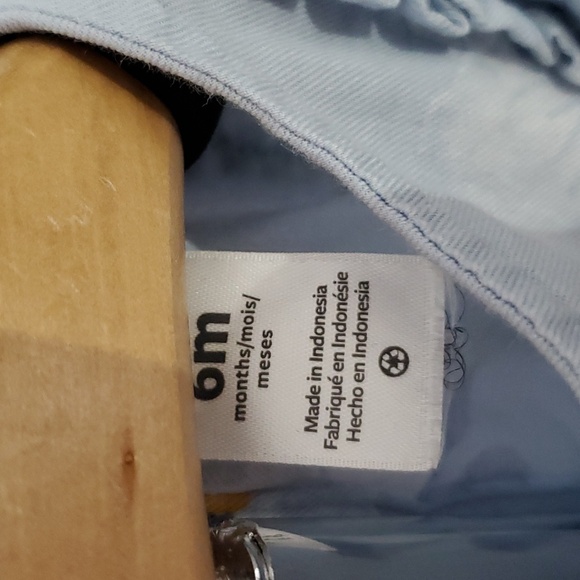 6m
months/mois/
meses
Made in Indonesia
Fabriqué en Indonésie
Hecho en Indonesia